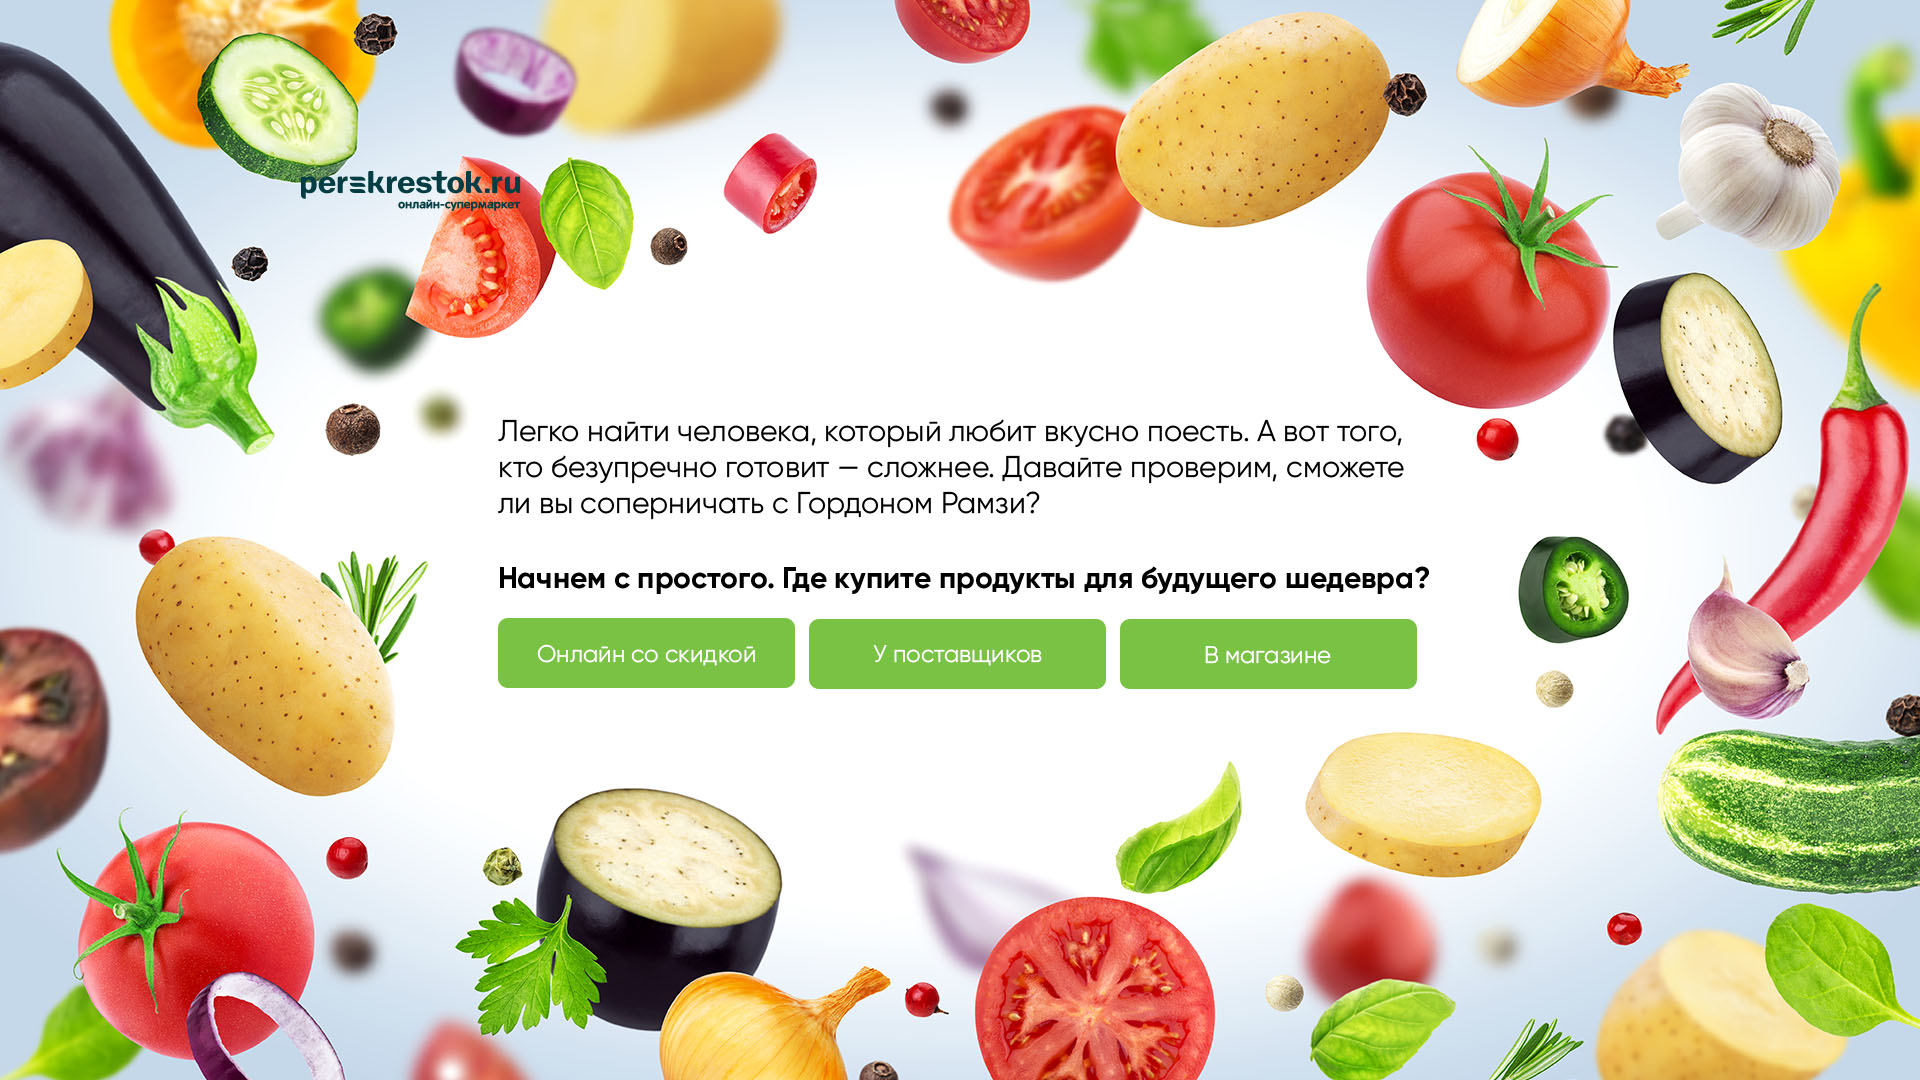 perekrestok.ru
онлайн-супермаркет
Легко найти человека, который любит вкусно поесть. А вот того,
кто безупречно готовит — сложнее. Давайте проверим, сможете
ли вы соперничать с Гордоном Рамзи?
Начнем с простого. Где купите продукты для будущего шедевра?
Онлайн со скидкой
У поставщиков
В магазине